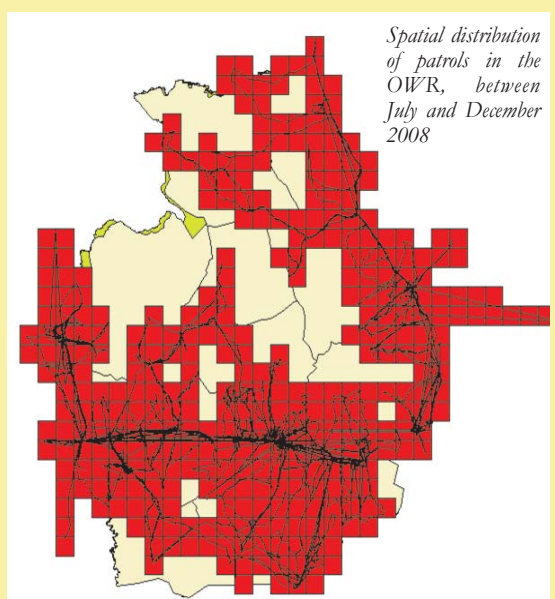 Spatial distribution
of patrols in the
OWR, between
July and December
2008